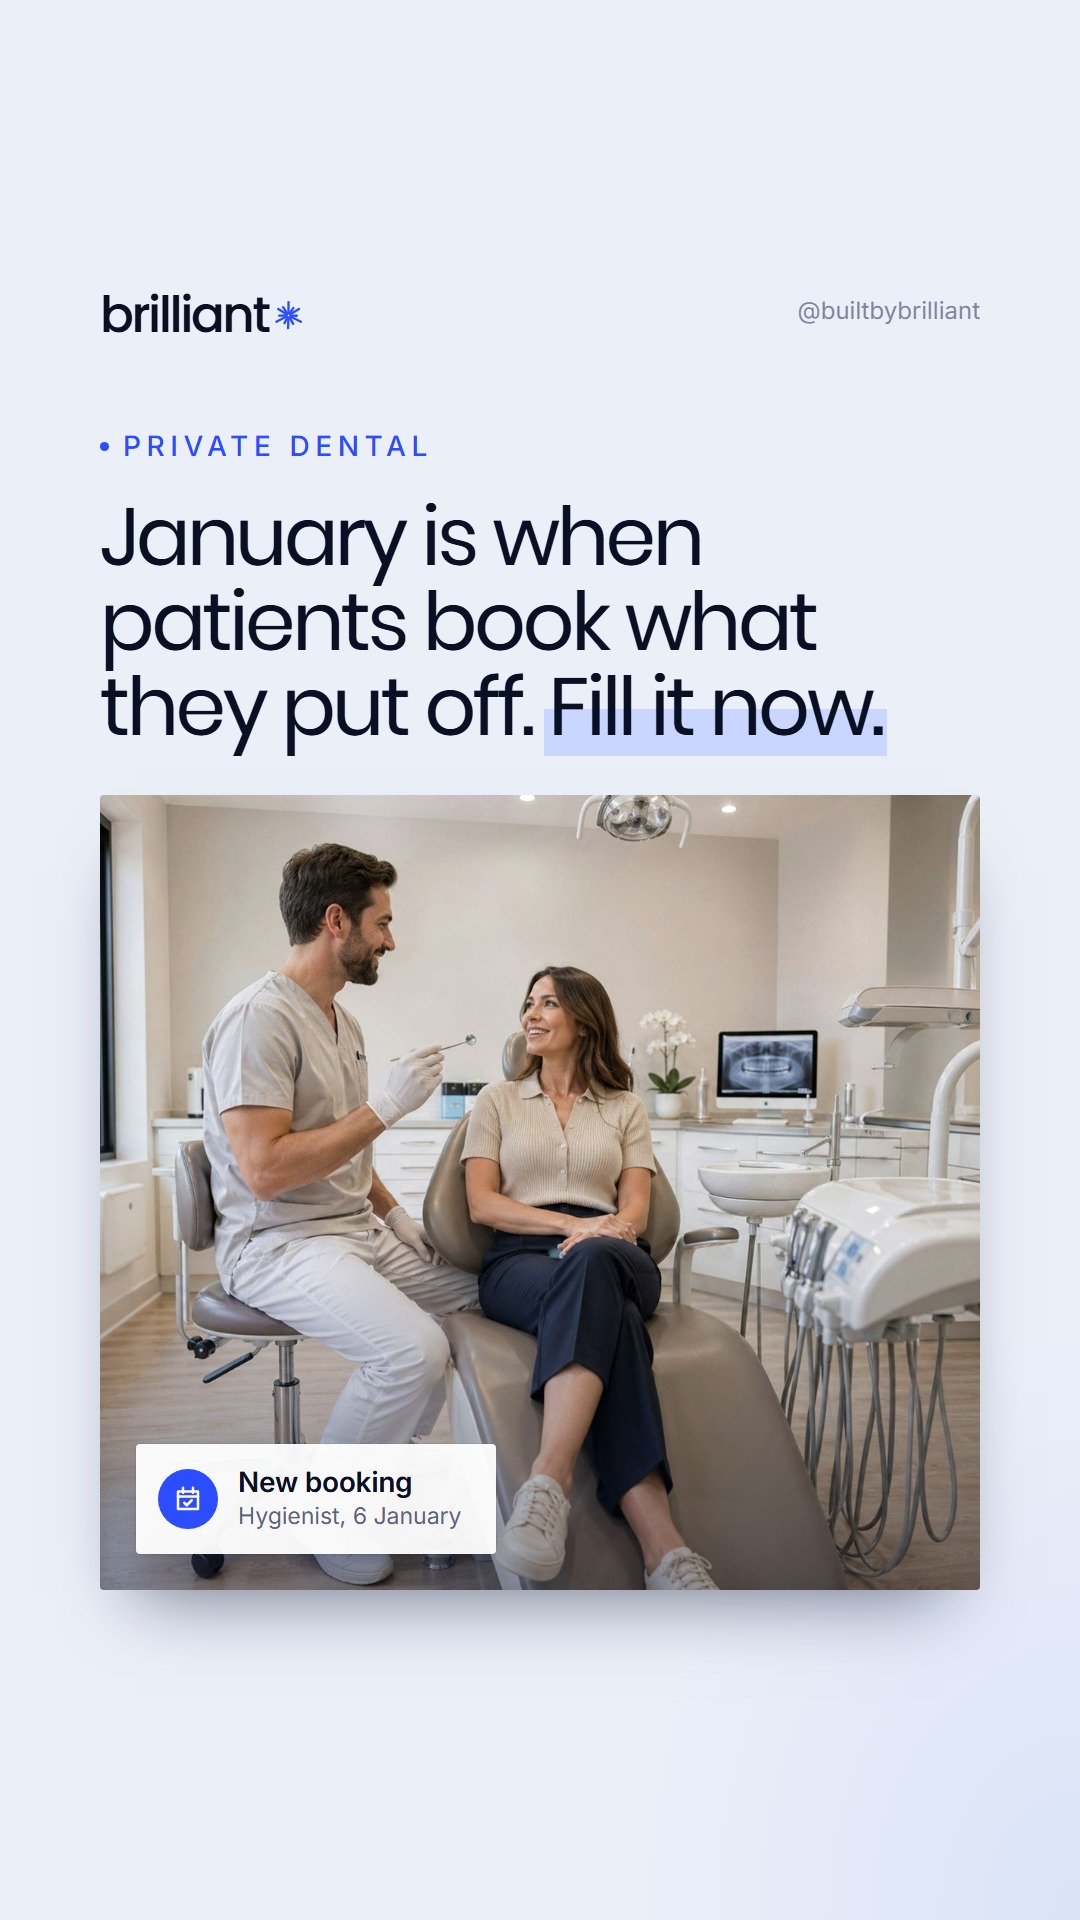 brilliant
@builtbybrilliant
PRIVATE DENTAL
January is when
patients book what
they put off. Fill it now.
New booking
Hygienist, 6 January